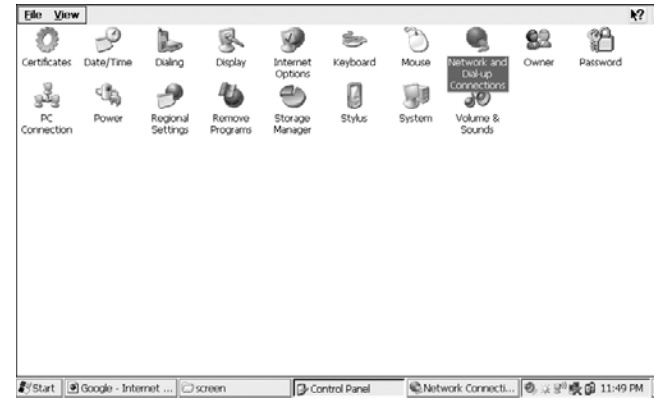 File View
Certificates Date/Time Dialing Display Internet Options Keyboard Mouse Network and Dial-up Connections Owner Password
PC Connection Power Regional Settings Remove Programs Storage Manager Stylus System Volume & Sounds
Start Google - Internet ... screen Control Panel Network Connecti... 11:49 PM